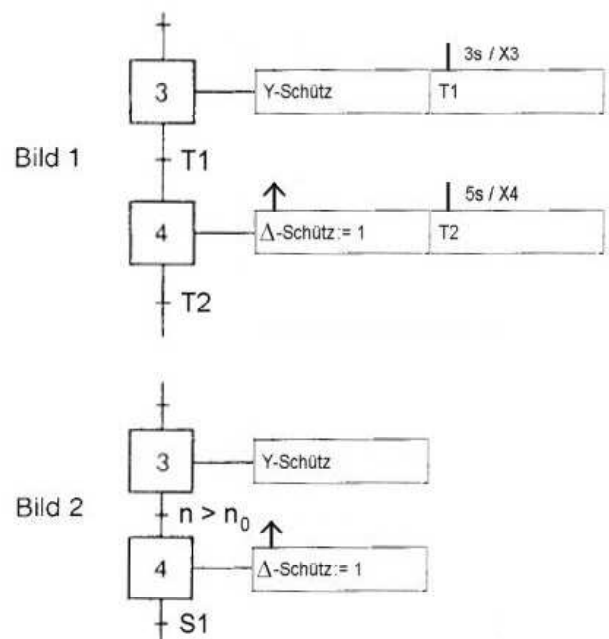 3s / X3
3 Y-Schütz T1
Bild 1
T1
5s / X4
4 Δ-Schütz:= 1 T2
T2
3 Y-Schütz
Bild 2
n > n₀
4 Δ-Schütz:= 1
S1